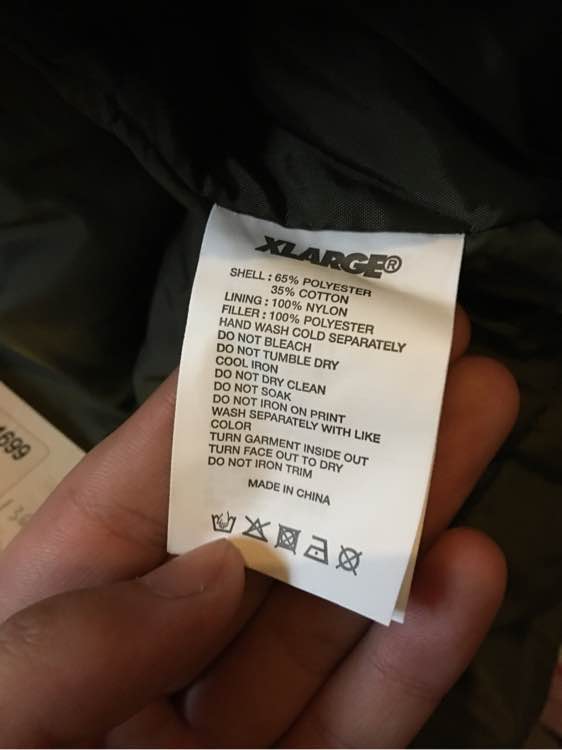 XLARGE®
SHELL : 65% POLYESTER
35% COTTON
LINING : 100% NYLON
FILLER : 100% POLYESTER
HAND WASH COLD SEPARATELY
DO NOT BLEACH
DO NOT TUMBLE DRY
COOL IRON
DO NOT DRY CLEAN
DO NOT SOAK
DO NOT IRON ON PRINT
WASH SEPARATELY WITH LIKE
COLOR
TURN GARMENT INSIDE OUT
TURN FACE OUT TO DRY
DO NOT IRON TRIM
MADE IN CHINA